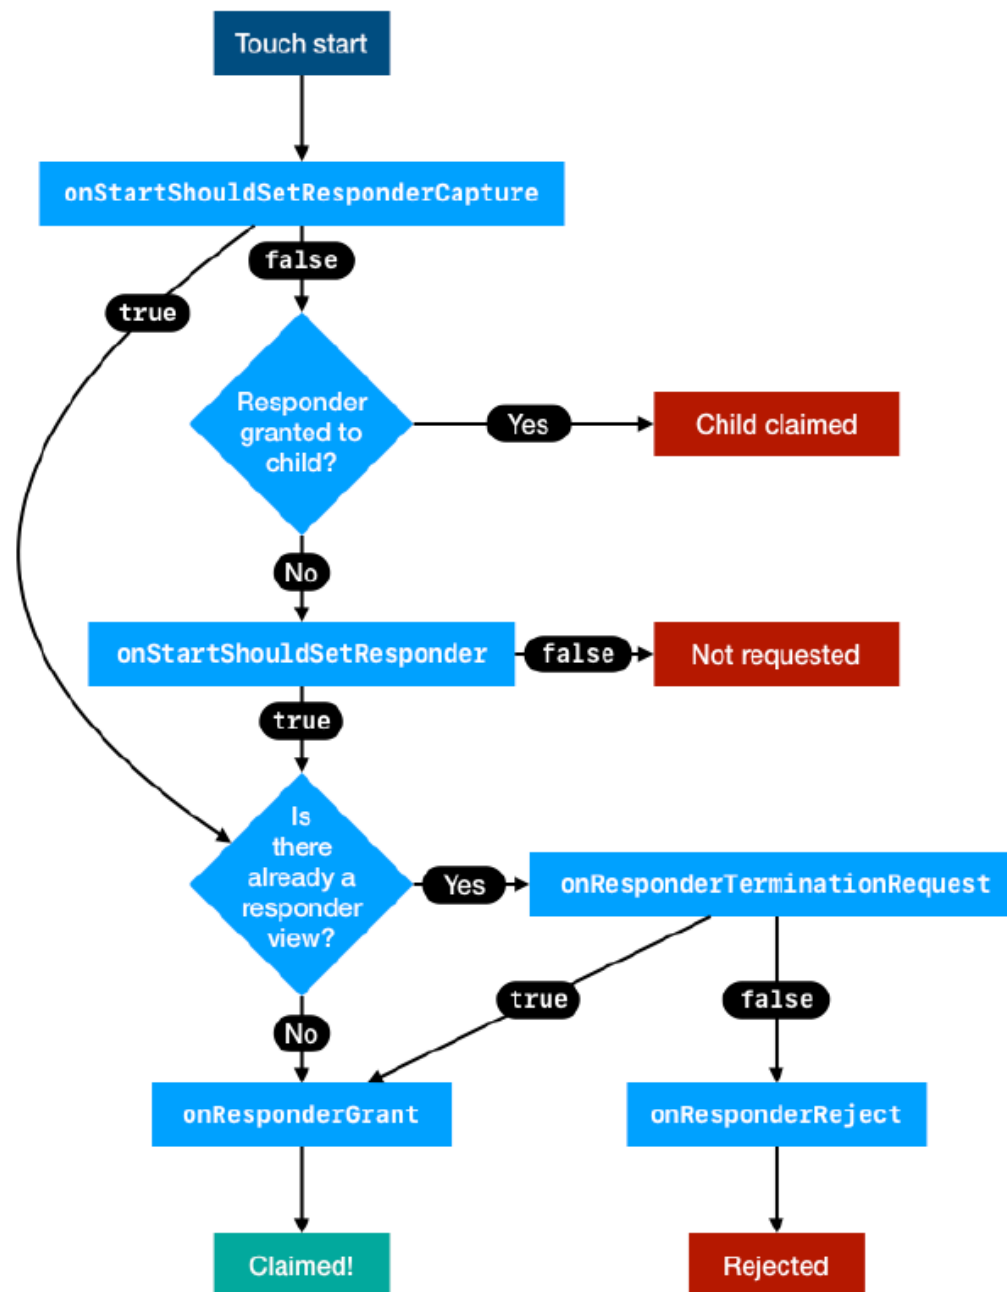 Touch start
onStartShouldSetResponderCapture
false
true
Responder
granted to
child?
Yes
Child claimed
No
onStartShouldSetResponder
false
Not requested
true
Is
there
already a
responder
view?
Yes
onResponderTerminationRequest
true
false
No
onResponderGrant
onResponderReject
Claimed!
Rejected